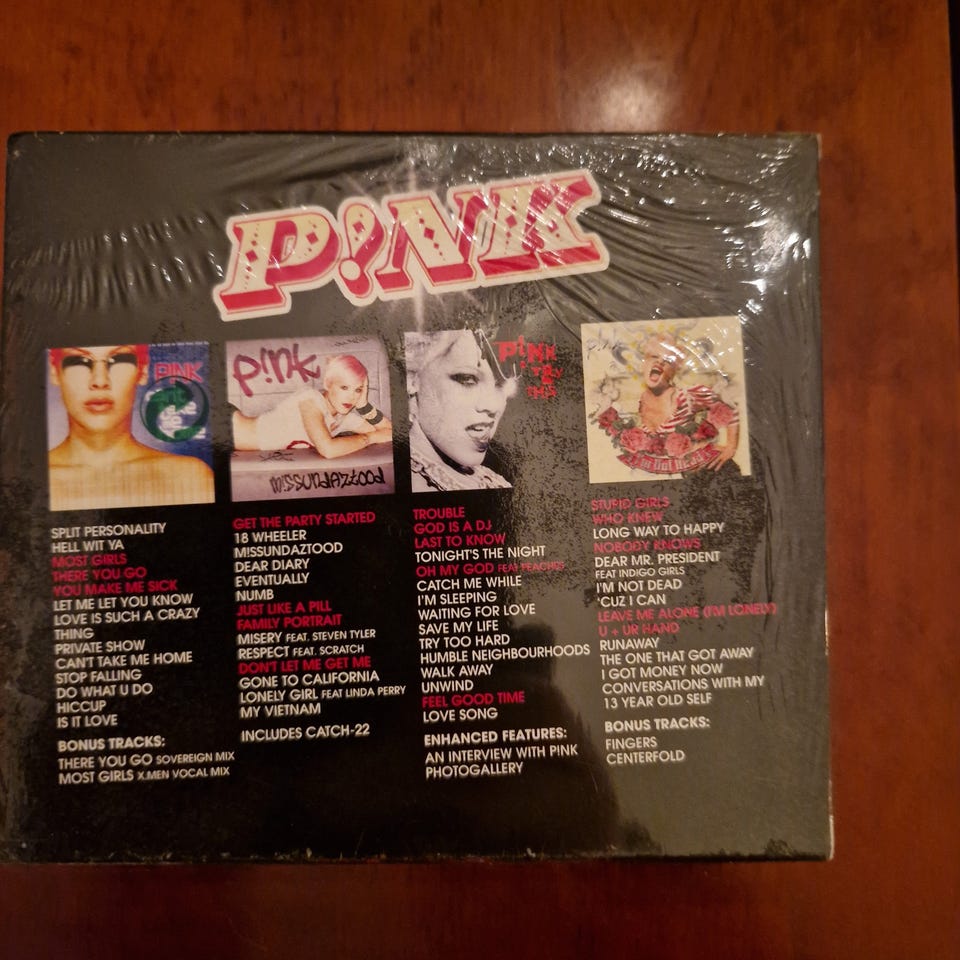 P!NK
PINK
SPLIT PERSONALITY
HELL WIT YA
MOST GIRLS
THERE YOU GO
YOU MAKE ME SICK
LET ME LET YOU KNOW
LOVE IS SUCH A CRAZY
THING
PRIVATE SHOW
CAN'T TAKE ME HOME
STOP FALLING
DO WHAT U DO
HICCUP
IS IT LOVE
BONUS TRACKS:
THERE YOU GO SOVEREIGN MIX
MOST GIRLS X.MEN VOCAL MIX
p!nk
m!ssundaztood
GET THE PARTY STARTED
18 WHEELER
M!SSUNDAZTOOD
DEAR DIARY
EVENTUALLY
NUMB
JUST LIKE A PILL
FAMILY PORTRAIT
MISERY FEAT. STEVEN TYLER
RESPECT FEAT. SCRATCH
DON'T LET ME GET ME
GONE TO CALIFORNIA
LONELY GIRL FEAT LINDA PERRY
MY VIETNAM
INCLUDES CATCH-22
P!NK
TRY
THIS
TROUBLE
GOD IS A DJ
LAST TO KNOW
TONIGHT'S THE NIGHT
OH MY GOD FEAT PEACHES
CATCH ME WHILE
I'M SLEEPING
WAITING FOR LOVE
SAVE MY LIFE
TRY TOO HARD
HUMBLE NEIGHBOURHOODS
WALK AWAY
UNWIND
FEEL GOOD TIME
LOVE SONG
ENHANCED FEATURES:
AN INTERVIEW WITH PINK
PHOTOGALLERY
P!nk
I'm Not Dead
STUPID GIRLS
WHO KNEW
LONG WAY TO HAPPY
NOBODY KNOWS
DEAR MR. PRESIDENT
FEAT INDIGO GIRLS
I'M NOT DEAD
'CUZ I CAN
LEAVE ME ALONE (I'M LONELY)
U + UR HAND
RUNAWAY
THE ONE THAT GOT AWAY
I GOT MONEY NOW
CONVERSATIONS WITH MY
13 YEAR OLD SELF
BONUS TRACKS:
FINGERS
CENTERFOLD